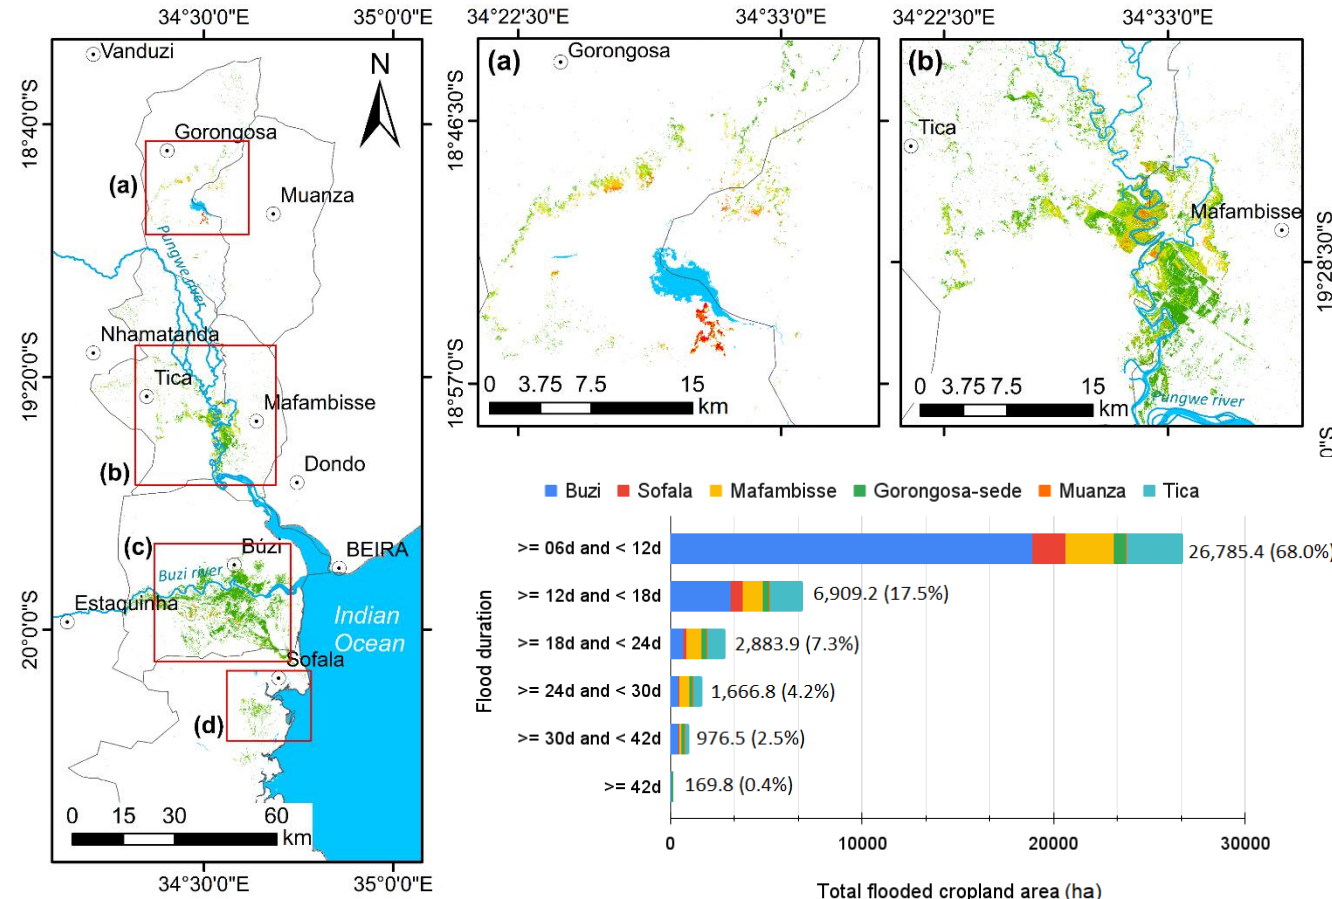 34°30'0"E 35°0'0"E
34°22'30"E 34°33'0"E
34°22'30"E 34°33'0"E
Vanduzi
N
18°40'0"S
Gorongosa
(a)
Muanza
Pungwe river
Nhamatanda
19°20'0"S
Tica
Mafambisse
(b)
Dondo
(c)
Búzi
BEIRA
Buzi river
Estaquinha
Indian
Ocean
20°0'0"S
Sofala
(d)
0 15 30 60
km
34°30'0"E 35°0'0"E
(a)
Gorongosa
18°46'30"S
18°57'0"S
0 3.75 7.5 15
km
(b)
Tica
Mafambisse
19°28'30"S
0 3.75 7.5 15
km
Pungwe river
0"S
Buzi Sofala Mafambisse Gorongosa-sede Muanza Tica
Flood duration
>= 06d and < 12d 26,785.4 (68.0%)
>= 12d and < 18d 6,909.2 (17.5%)
>= 18d and < 24d 2,883.9 (7.3%)
>= 24d and < 30d 1,666.8 (4.2%)
>= 30d and < 42d 976.5 (2.5%)
>= 42d 169.8 (0.4%)
0 10000 20000 30000
Total flooded cropland area (ha)